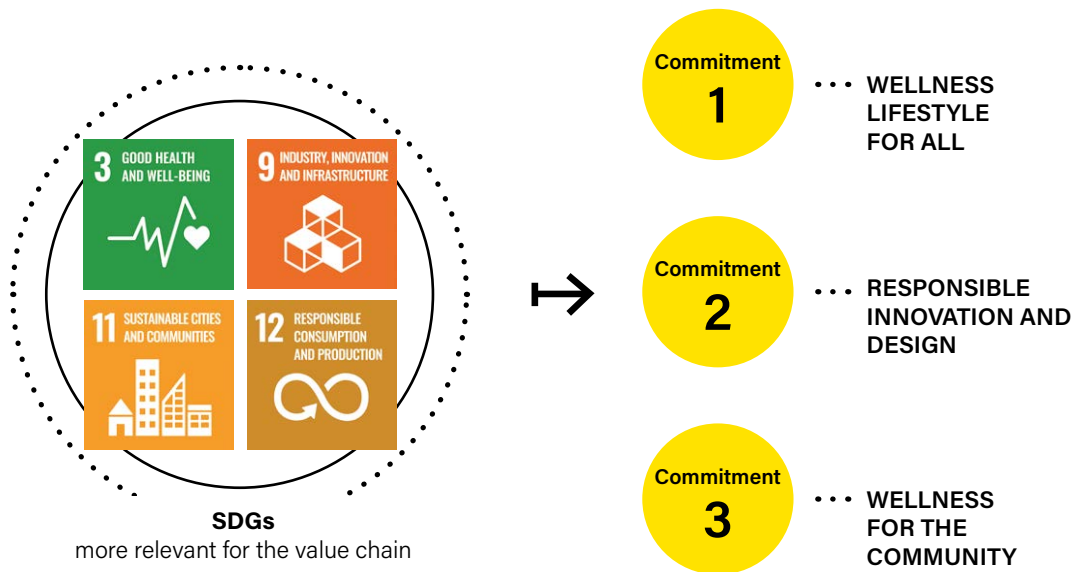 3 GOOD HEALTH
AND WELL-BEING
9 INDUSTRY, INNOVATION
AND INFRASTRUCTURE
11 SUSTAINABLE CITIES
AND COMMUNITIES
12 RESPONSIBLE
CONSUMPTION
AND PRODUCTION
SDGs
more relevant for the value chain
Commitment
1
WELLNESS
LIFESTYLE
FOR ALL
Commitment
2
RESPONSIBLE
INNOVATION AND
DESIGN
Commitment
3
WELLNESS
FOR THE
COMMUNITY